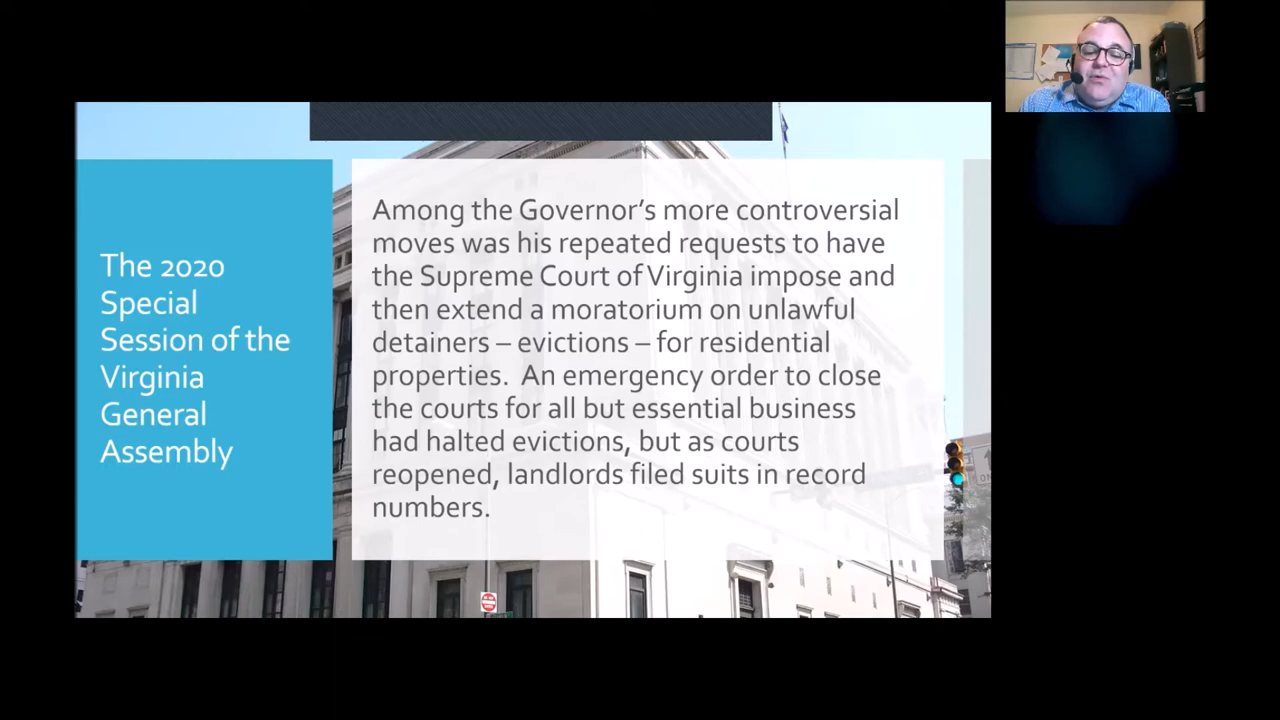 The 2020
Special
Session of the
Virginia
General
Assembly
Among the Governor’s more controversial
moves was his repeated requests to have
the Supreme Court of Virginia impose and
then extend a moratorium on unlawful
detainers – evictions – for residential
properties.  An emergency order to close
the courts for all but essential business
had halted evictions, but as courts
reopened, landlords filed suits in record
numbers.